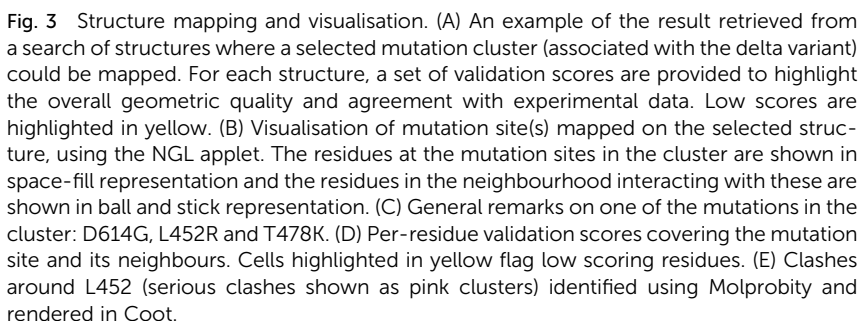 Fig. 3 Structure mapping and visualisation. (A) An example of the result retrieved from
a search of structures where a selected mutation cluster (associated with the delta variant)
could be mapped. For each structure, a set of validation scores are provided to highlight
the overall geometric quality and agreement with experimental data. Low scores are
highlighted in yellow. (B) Visualisation of mutation site(s) mapped on the selected struc-
ture, using the NGL applet. The residues at the mutation sites in the cluster are shown in
space-fill representation and the residues in the neighbourhood interacting with these are
shown in ball and stick representation. (C) General remarks on one of the mutations in the
cluster: D614G, L452R and T478K. (D) Per-residue validation scores covering the mutation
site and its neighbours. Cells highlighted in yellow flag low scoring residues. (E) Clashes
around L452 (serious clashes shown as pink clusters) identified using Molprobity and
rendered in Coot.